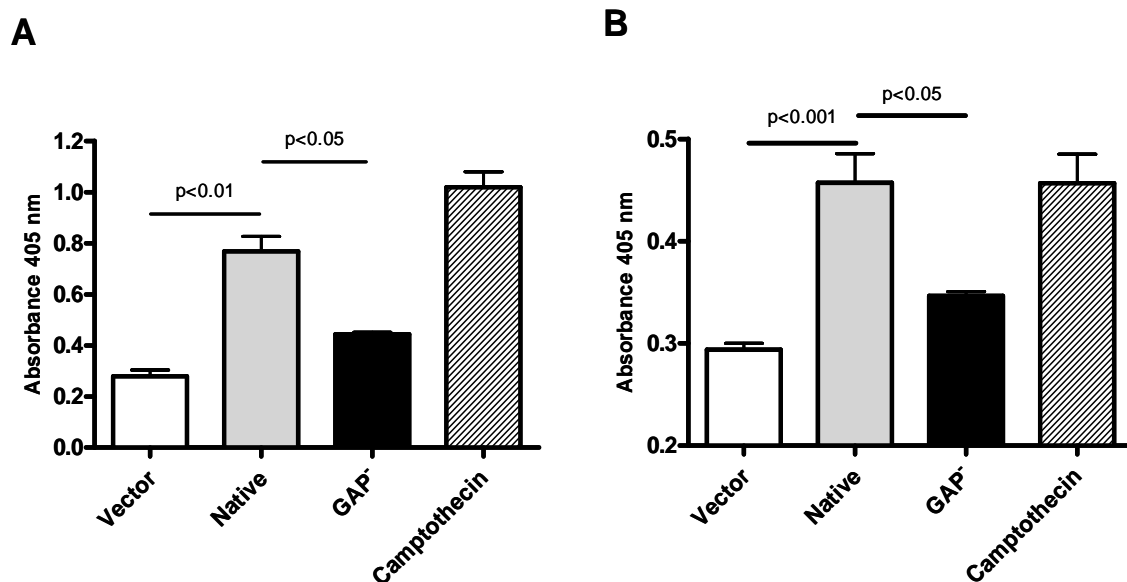 A
p<0.05
p<0.01
1.2
1.0
0.8
0.6
0.4
0.2
0.0
Absorbance 405 nm
Vector
Native
GAP⁻
Camptothecin
B
p<0.05
p<0.001
0.5
0.4
0.3
0.2
Absorbance 405 nm
Vector
Native
GAP⁻
Camptothecin